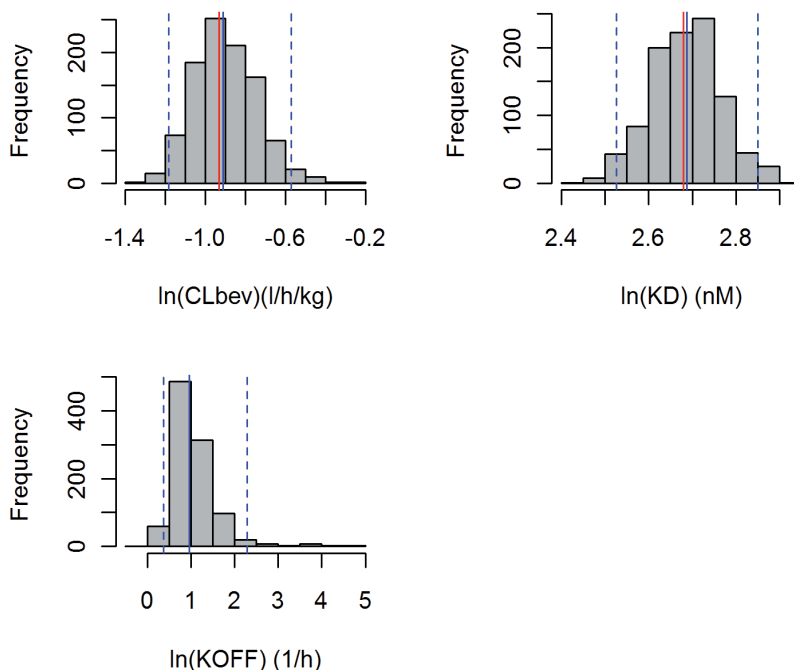 Frequency
0
100
200
-1.4 -1.0 -0.6 -0.2
ln(CLbev)(l/h/kg)
Frequency
0
100
200
2.4 2.6 2.8
ln(KD) (nM)
Frequency
0
200
400
0 1 2 3 4 5
ln(KOFF) (1/h)